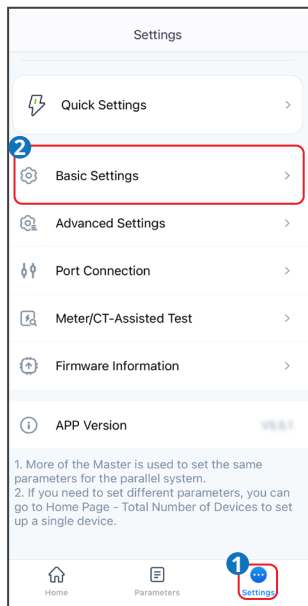 Settings
Quick Settings
2
Basic Settings
Advanced Settings
Port Connection
Meter/CT-Assisted Test
Firmware Information
APP Version
1. More of the Master is used to set the same
parameters for the parallel system.
2. If you need to set different parameters, you can
go to Home Page - Total Number of Devices to set
up a single device.
1
Home
Parameters
Settings